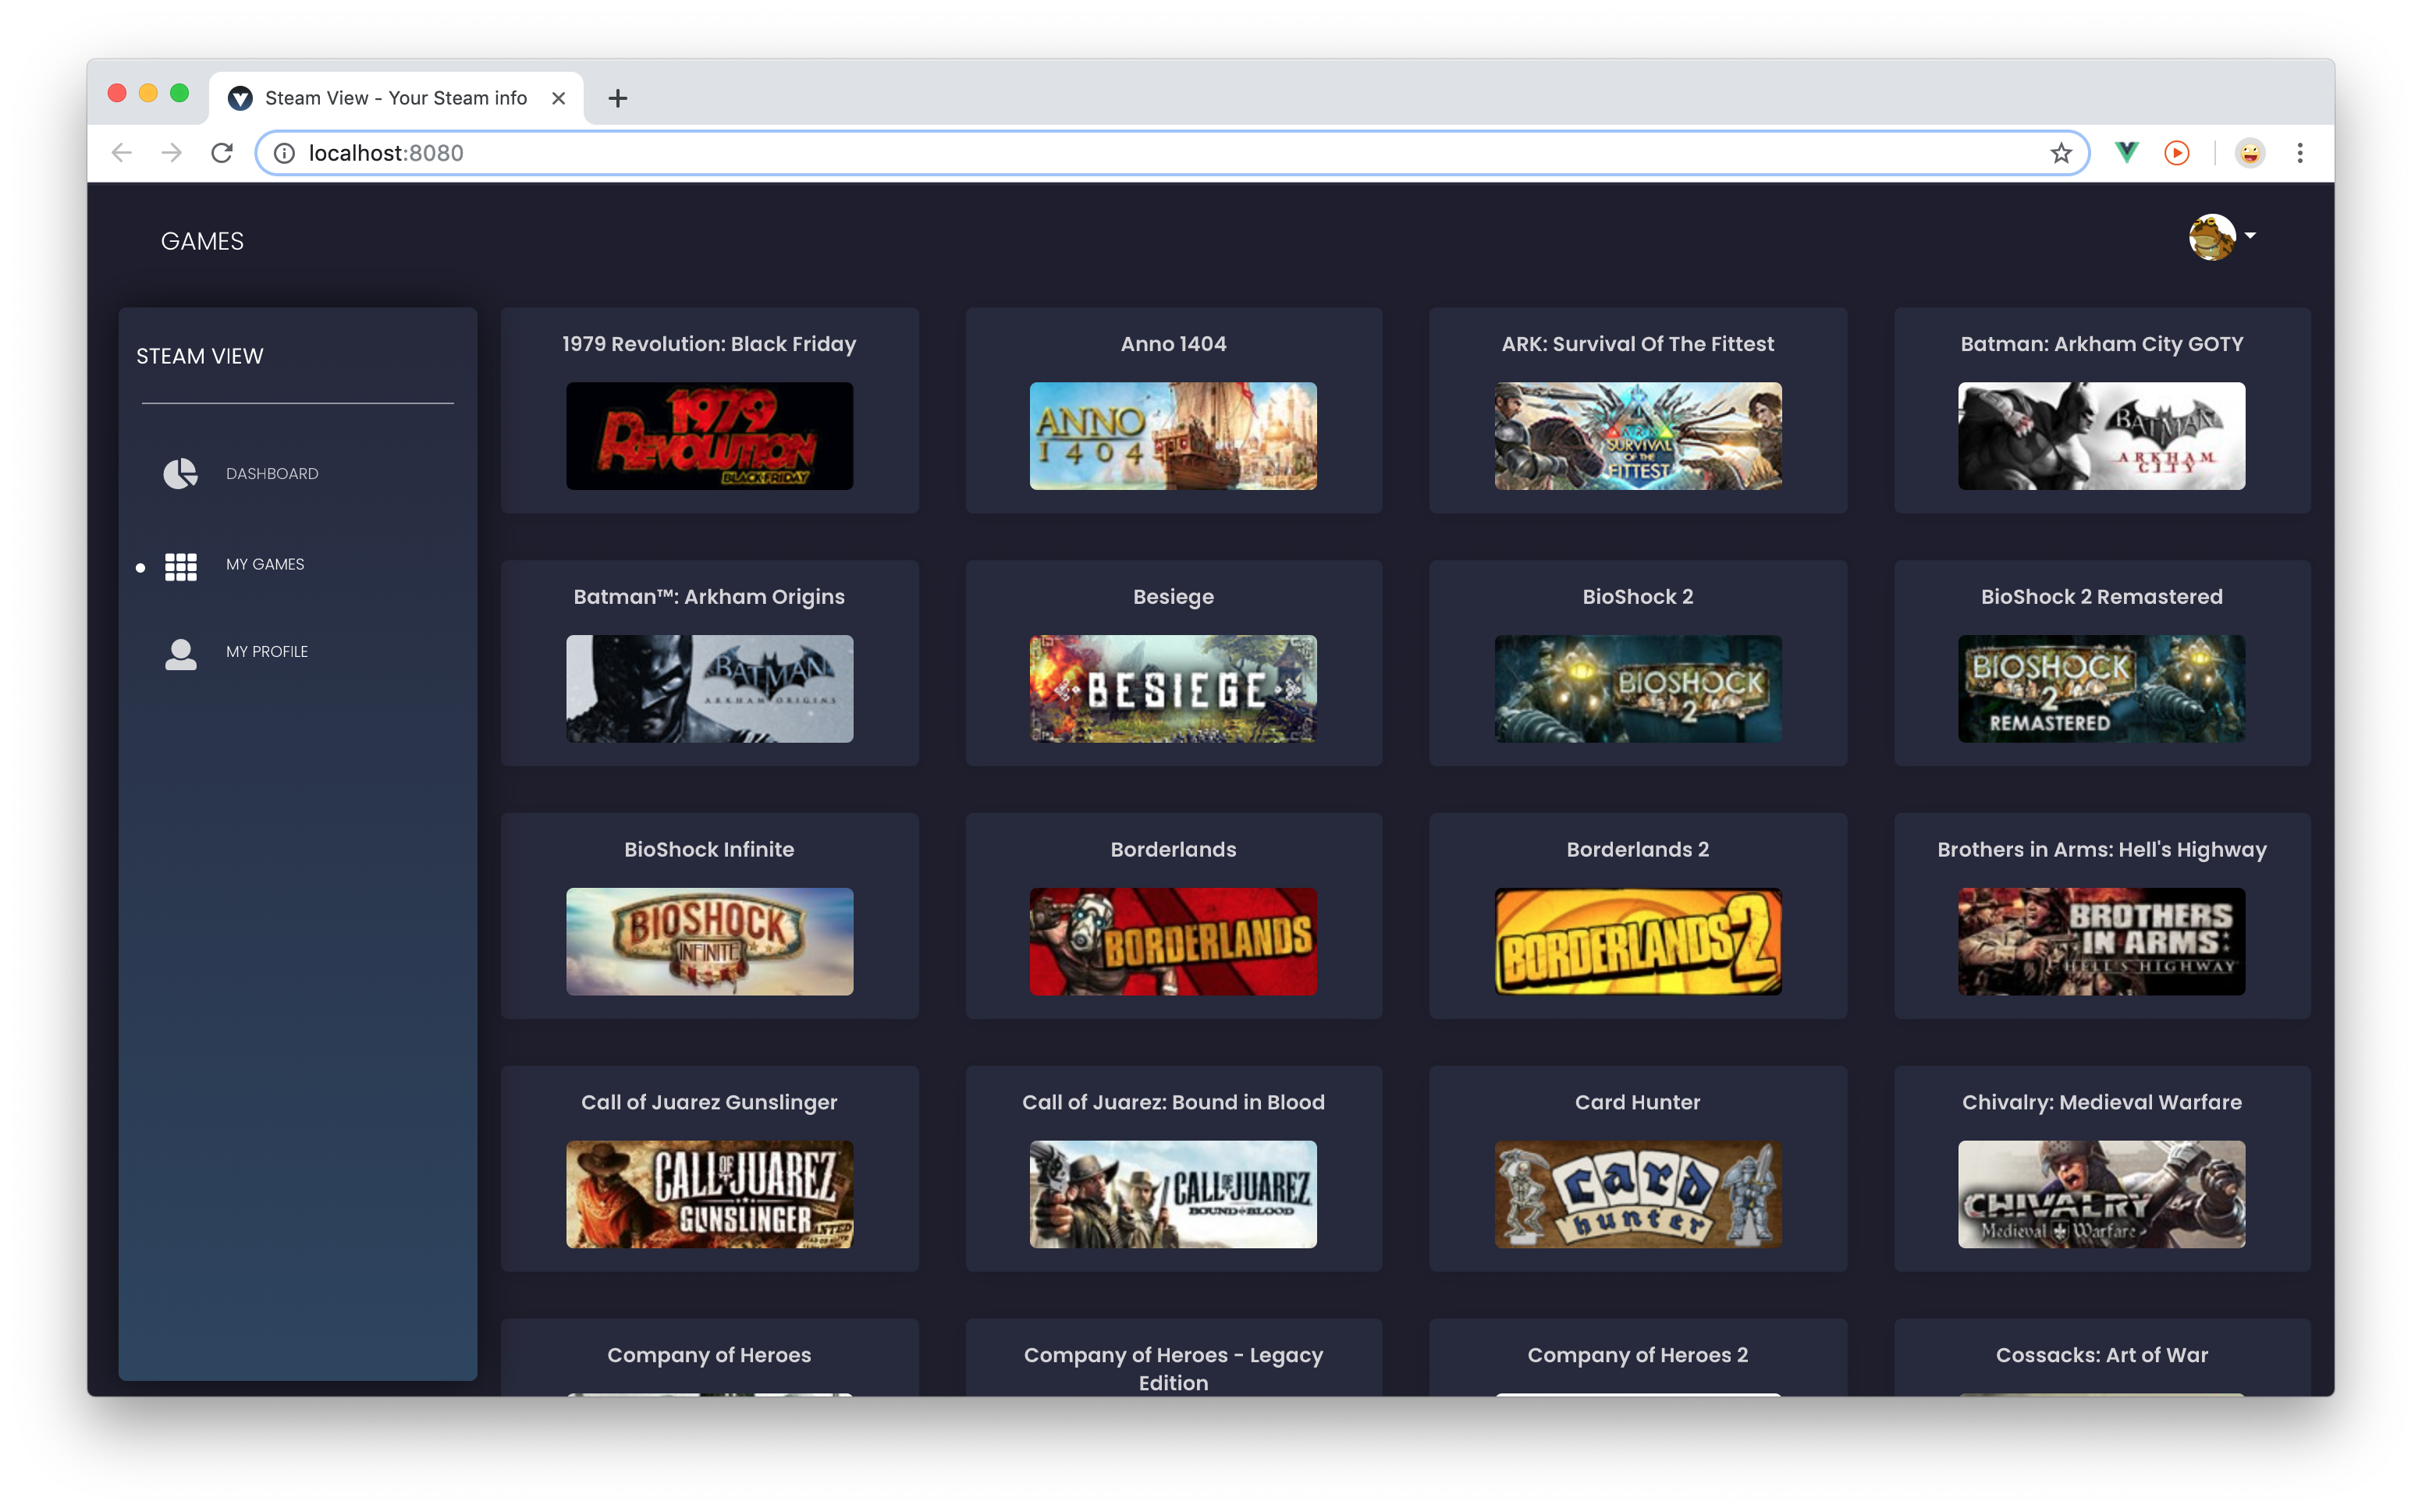 Steam View - Your Steam info
localhost:8080
GAMES
STEAM VIEW
DASHBOARD
MY GAMES
MY PROFILE
1979 Revolution: Black Friday
Anno 1404
ARK: Survival Of The Fittest
Batman: Arkham City GOTY
1979
REVOLUTION
BLACK FRIDAY
ANNO
1404
ARK
SURVIVAL
OF THE
FITTEST
BATMAN
ARKHAM
CITY
Batman™: Arkham Origins
Besiege
BioShock 2
BioShock 2 Remastered
BATMAN
ARKHAM ORIGINS
BESIEGE
BIOSHOCK
2
BIOSHOCK
2
REMASTERED
BioShock Infinite
Borderlands
Borderlands 2
Brothers in Arms: Hell's Highway
BIOSHOCK
INFINITE
BORDERLANDS
BORDERLANDS 2
BROTHERS
IN ARMS
HELL'S HIGHWAY
Call of Juarez Gunslinger
Call of Juarez: Bound in Blood
Card Hunter
Chivalry: Medieval Warfare
CALL OF JUAREZ
GUNSLINGER
CALL OF JUAREZ
BOUND IN BLOOD
card
hunter
CHIVALRY
Medieval Warfare
Company of Heroes
Company of Heroes - Legacy
Edition
Company of Heroes 2
Cossacks: Art of War